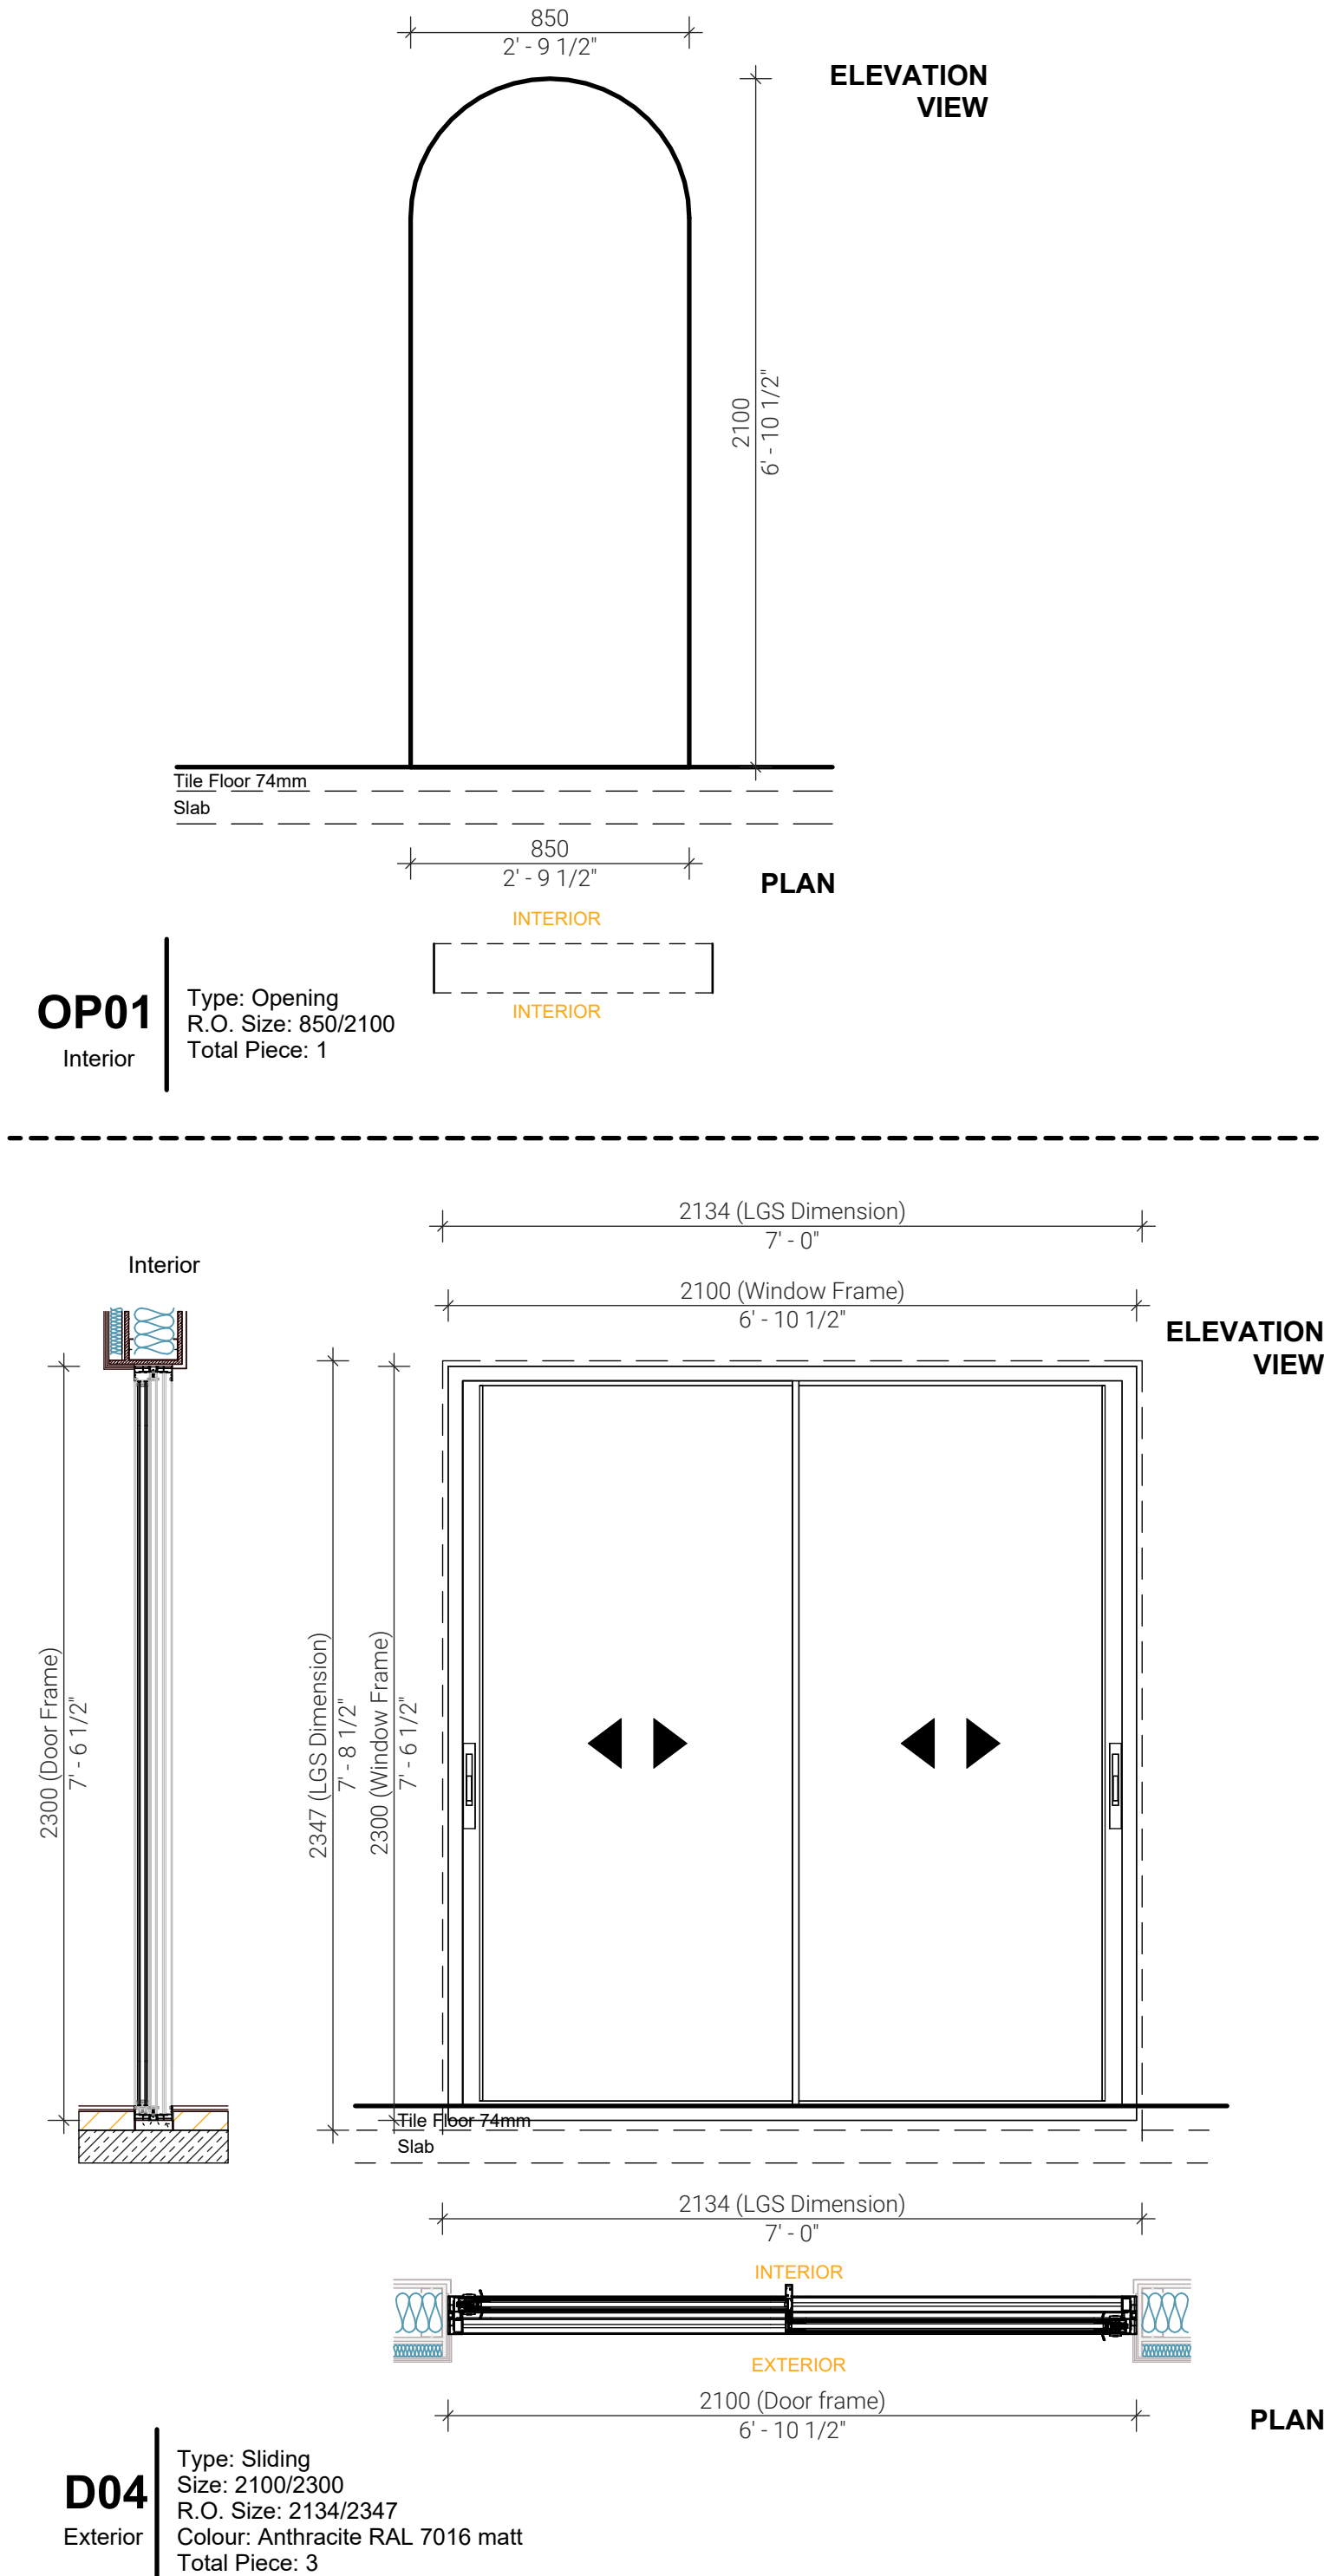 850
2' - 9 1/2"
ELEVATION
VIEW
2100
6' - 10 1/2"
Tile Floor 74mm
Slab
850
2' - 9 1/2"
PLAN
INTERIOR
INTERIOR
OP01
Interior
Type: Opening
R.O. Size: 850/2100
Total Piece: 1
2134 (LGS Dimension)
7' - 0"
Interior
2100 (Window Frame)
6' - 10 1/2"
ELEVATION
VIEW
2300 (Door Frame)
7' - 6 1/2"
2347 (LGS Dimension)
7' - 8 1/2"
2300 (Window Frame)
7' - 6 1/2"
Tile Floor 74mm
Slab
2134 (LGS Dimension)
7' - 0"
INTERIOR
EXTERIOR
2100 (Door frame)
6' - 10 1/2"
PLAN
D04
Exterior
Type: Sliding
Size: 2100/2300
R.O. Size: 2134/2347
Colour: Anthracite RAL 7016 matt
Total Piece: 3